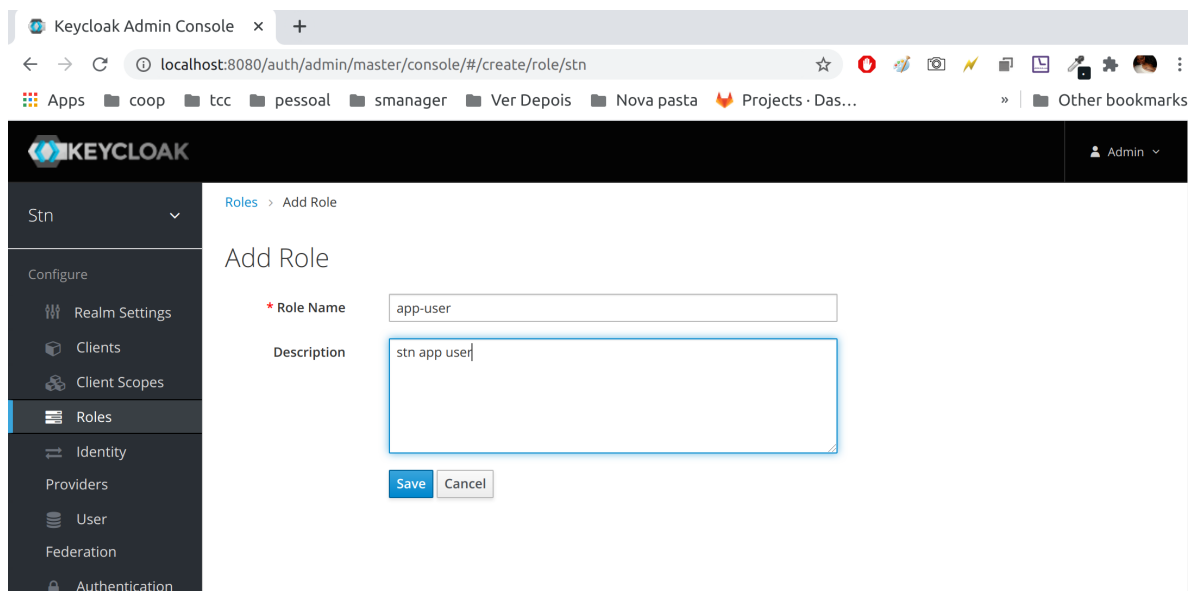 Keycloak Admin Console × +
localhost:8080/auth/admin/master/console/#/create/role/stn
Apps coop tcc pessoal smanager Ver Depois Nova pasta Projects · Das… » Other bookmarks
KEYCLOAK Admin
Stn
Roles > Add Role
Add Role
Configure
* Role Name app-user
Realm Settings
Clients
Description stn app user
Client Scopes
Roles
Identity
Providers
Save Cancel
User
Federation
Authentication